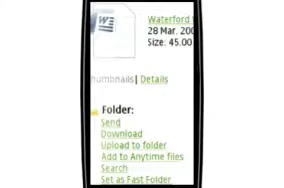 W
Waterford
28 Mar. 200
Size: 45.00
humbnails| Details
Folder:
Send
Download
Upload to folder
Add to Anytime files
Search
Set as Fast Folder